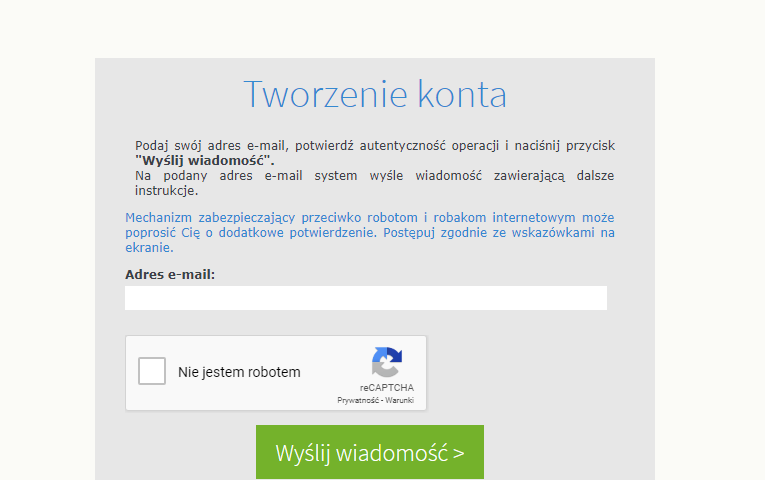 Tworzenie konta
Podaj swój adres e-mail, potwierdź autentyczność operacji i naciśnij przycisk
"Wyślij wiadomość".
Na podany adres e-mail system wyśle wiadomość zawierającą dalsze
instrukcje.
Mechanizm zabezpieczający przeciwko robotom i robakom internetowym może
poprosić Cię o dodatkowe potwierdzenie. Postępuj zgodnie ze wskazówkami na
ekranie.
Adres e-mail:
Nie jestem robotem
reCAPTCHA
Prywatność - Warunki
Wyślij wiadomość >